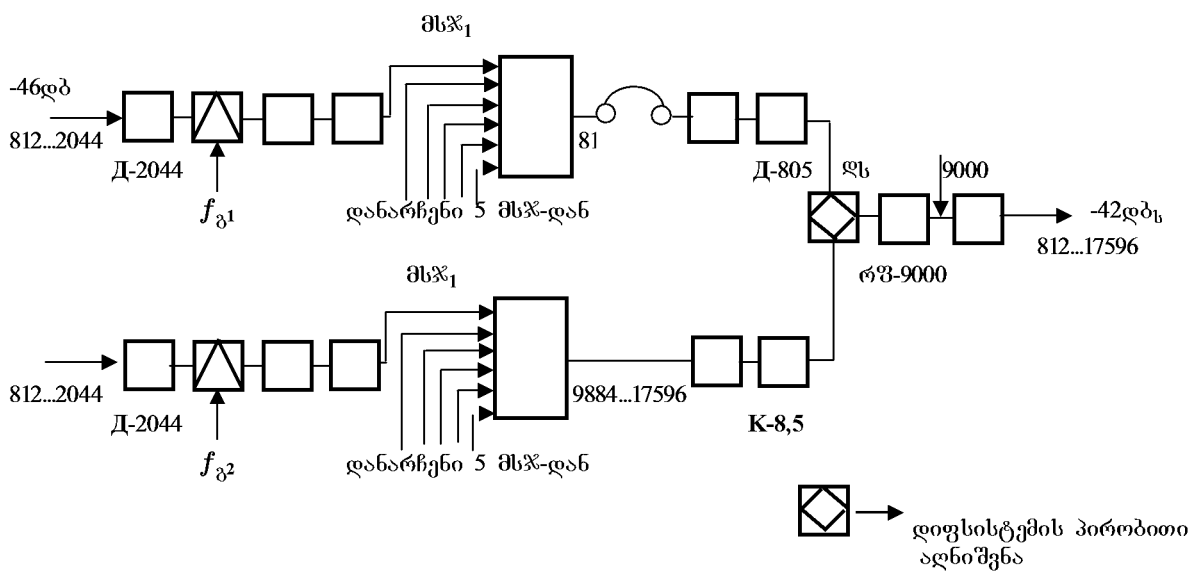 მსჯ1
-46დბ
812...2044
Д-2044
fგ1
დანარჩენი 5 მსჯ-დან
81
Д-805
დს
9000
-42დბს
812...17596
რფ-9000
მსჯ1
812...2044
Д-2044
fგ2
დანარჩენი 5 მსჯ-დან
9884...17596
К-8,5
დიფსისტემის პირობითი
აღნიშვნა